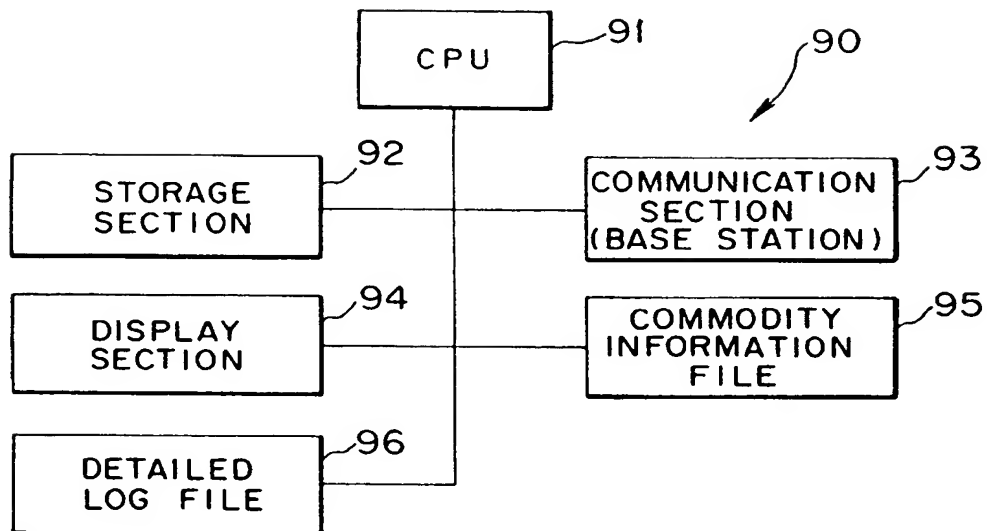 CPU
91
90
92
STORAGE
SECTION
93
COMMUNICATION
SECTION
(BASE STATION)
94
DISPLAY
SECTION
95
COMMODITY
INFORMATION
FILE
96
DETAILED
LOG FILE